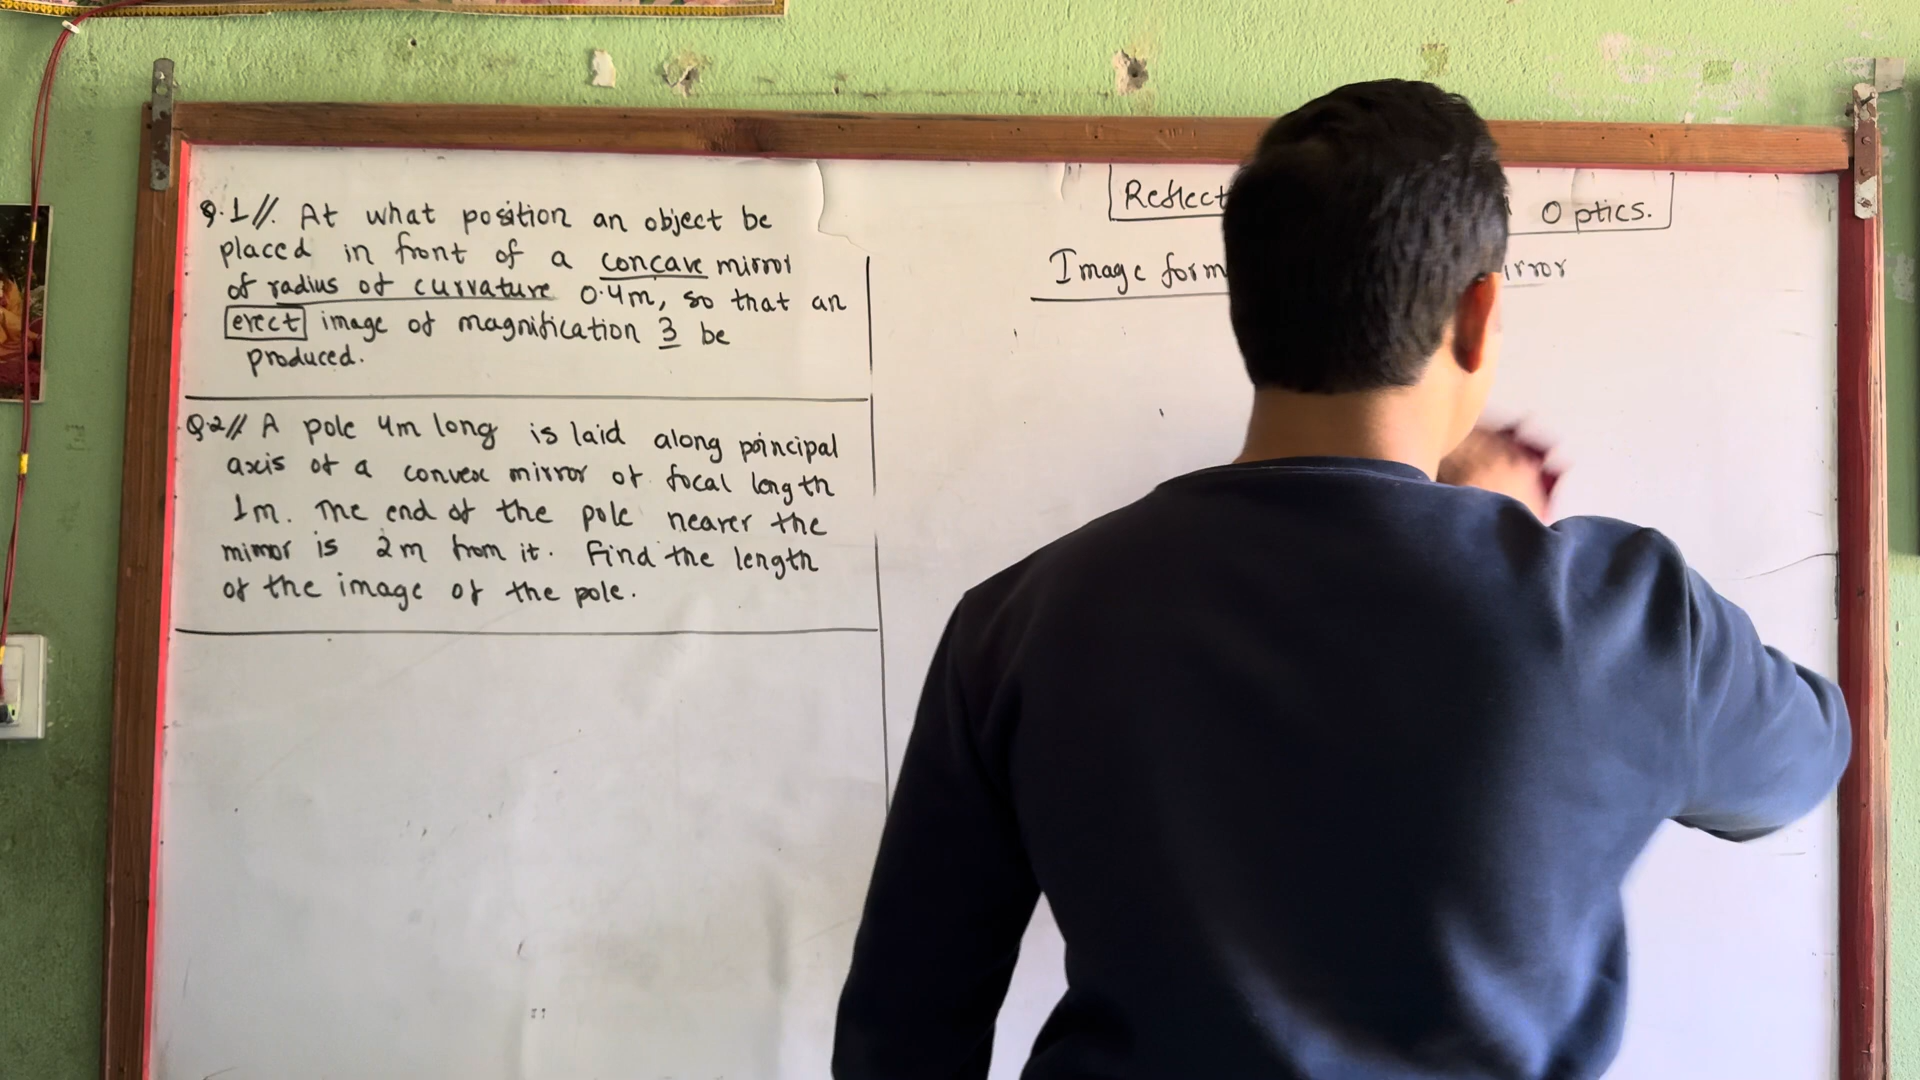 Q.1//. At what position an object be
placed in front of a concave mirror
of radius of curvature 0.4m, so that an
erect image of magnification 3 be
produced.
Q.2// A pole 4m long is laid along principal
axis of a convex mirror of focal length
1m. The end of the pole nearer the
mirror is 2m from it. Find the length
of the image of the pole.
Optics.
Image